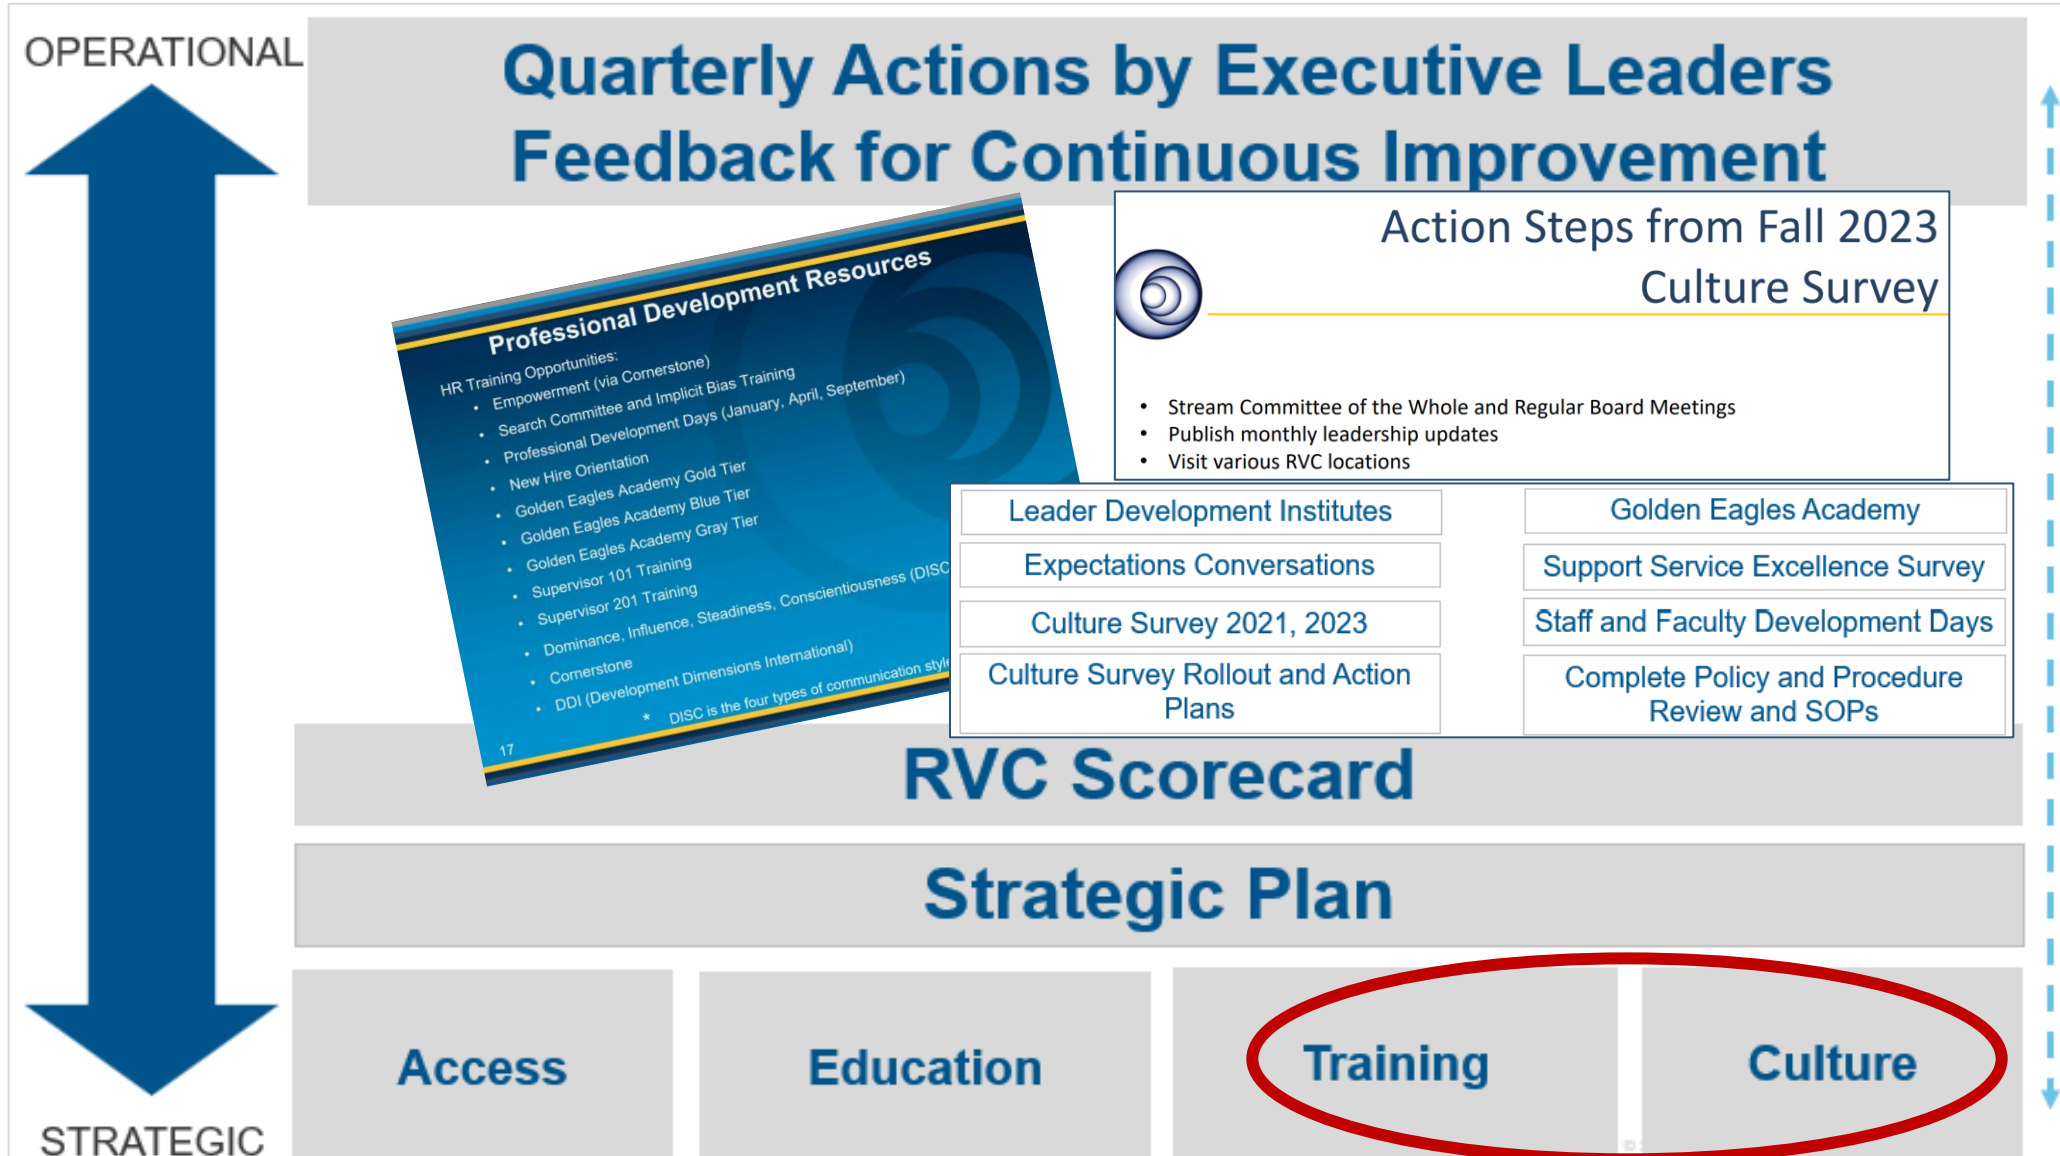 OPERATIONAL
Quarterly Actions by Executive Leaders
Feedback for Continuous Improvement
Professional Development Resources
HR Training Opportunities:
• Empowerment (via Cornerstone)
• Search Committee and Implicit Bias Training
• Professional Development Days (January, April, September)
• New Hire Orientation
• Golden Eagles Academy Gold Tier
• Golden Eagles Academy Blue Tier
• Golden Eagles Academy Gray Tier
• Supervisor 101 Training
• Supervisor 201 Training
• Dominance, Influence, Steadiness, Conscientiousness (DISC
• Cornerstone
• DDI (Development Dimensions International)
* DISC is the four types of communication style
17
Action Steps from Fall 2023
Culture Survey
• Stream Committee of the Whole and Regular Board Meetings
• Publish monthly leadership updates
• Visit various RVC locations
Leader Development Institutes
Expectations Conversations
Culture Survey 2021, 2023
Culture Survey Rollout and Action
Plans
Golden Eagles Academy
Support Service Excellence Survey
Staff and Faculty Development Days
Complete Policy and Procedure
Review and SOPs
RVC Scorecard
Strategic Plan
Access
Education
Training
Culture
STRATEGIC